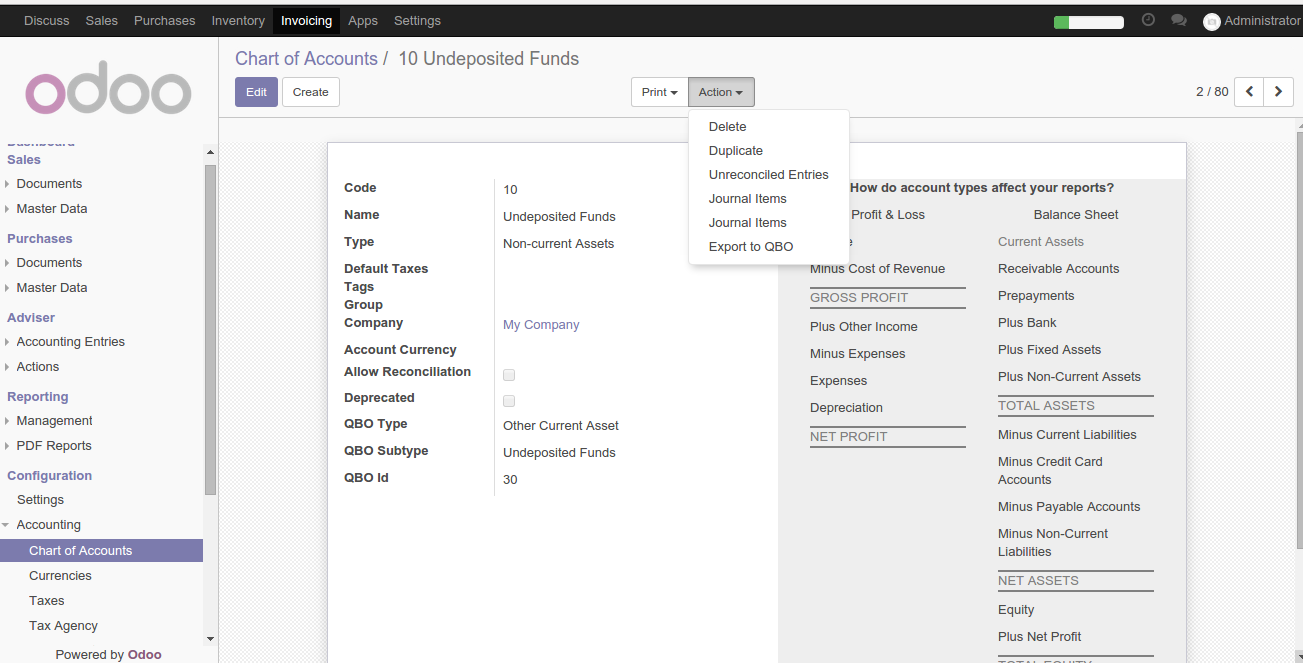 Discuss Sales Purchases Inventory Invoicing Apps Settings Administrator
Chart of Accounts / 10 Undeposited Funds
Edit Create Print Action 2 / 80
odoo
Dashboard
Sales
Documents
Master Data
Purchases
Documents
Master Data
Adviser
Accounting Entries
Actions
Reporting
Management
PDF Reports
Configuration
Settings
Accounting
Chart of Accounts
Currencies
Taxes
Tax Agency
Powered by Odoo
Delete
Duplicate
Unreconciled Entries
Journal Items
Journal Items
Export to QBO
Code 10
Name Undeposited Funds
Type Non-current Assets
Default Taxes
Tags
Group
Company My Company
Account Currency
Allow Reconciliation
Deprecated
QBO Type Other Current Asset
QBO Subtype Undeposited Funds
QBO Id 30
How do account types affect your reports?
Profit & Loss
e
Minus Cost of Revenue
GROSS PROFIT
Plus Other Income
Minus Expenses
Expenses
Depreciation
NET PROFIT
Balance Sheet
Current Assets
Receivable Accounts
Prepayments
Plus Bank
Plus Fixed Assets
Plus Non-Current Assets
TOTAL ASSETS
Minus Current Liabilities
Minus Credit Card
Accounts
Minus Payable Accounts
Minus Non-Current
Liabilities
NET ASSETS
Equity
Plus Net Profit
TOTAL EQUITY